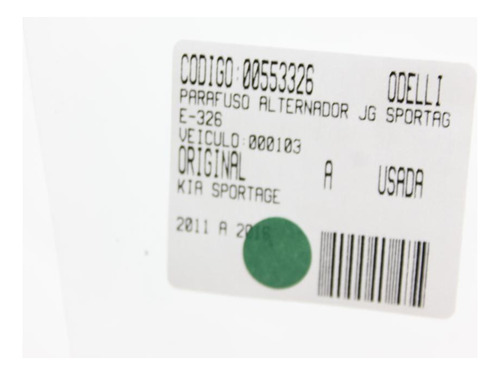 CODIGO:00553326 ODELLI
PARAFUSO ALTERNADOR JG SPORTAG
E-326
VEICULO:000103
ORIGINAL A USADA
KIA SPORTAGE
2011 A 2016